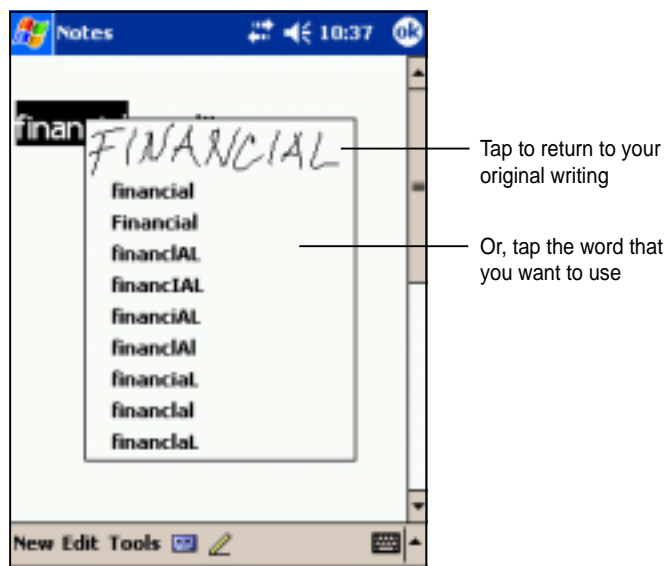 Notes 10:37 ok
finan
FINANCIAL
financial
Financial
financlAL
financIAL
financiAL
financlAl
financiaL
financlal
financlaL
New Edit Tools
Tap to return to your
original writing
Or, tap the word that
you want to use